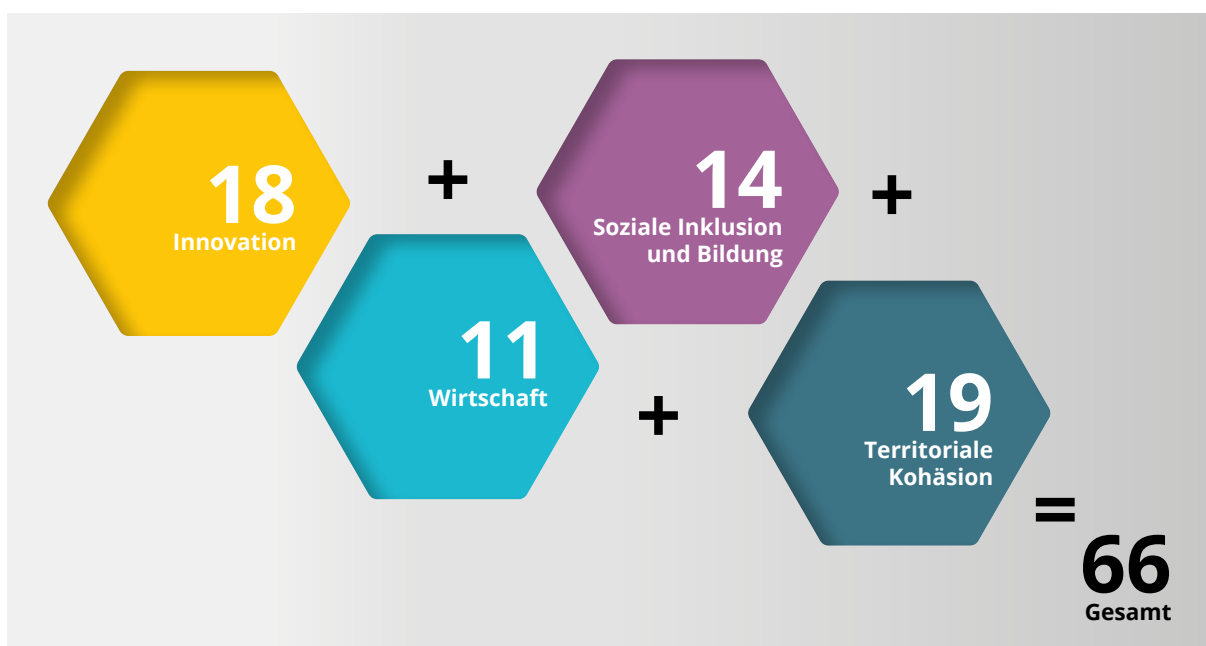 18
Innovation
+
11
Wirtschaft
+
14
Soziale Inklusion
und Bildung
+
19
Territoriale
Kohäsion
=
66
Gesamt